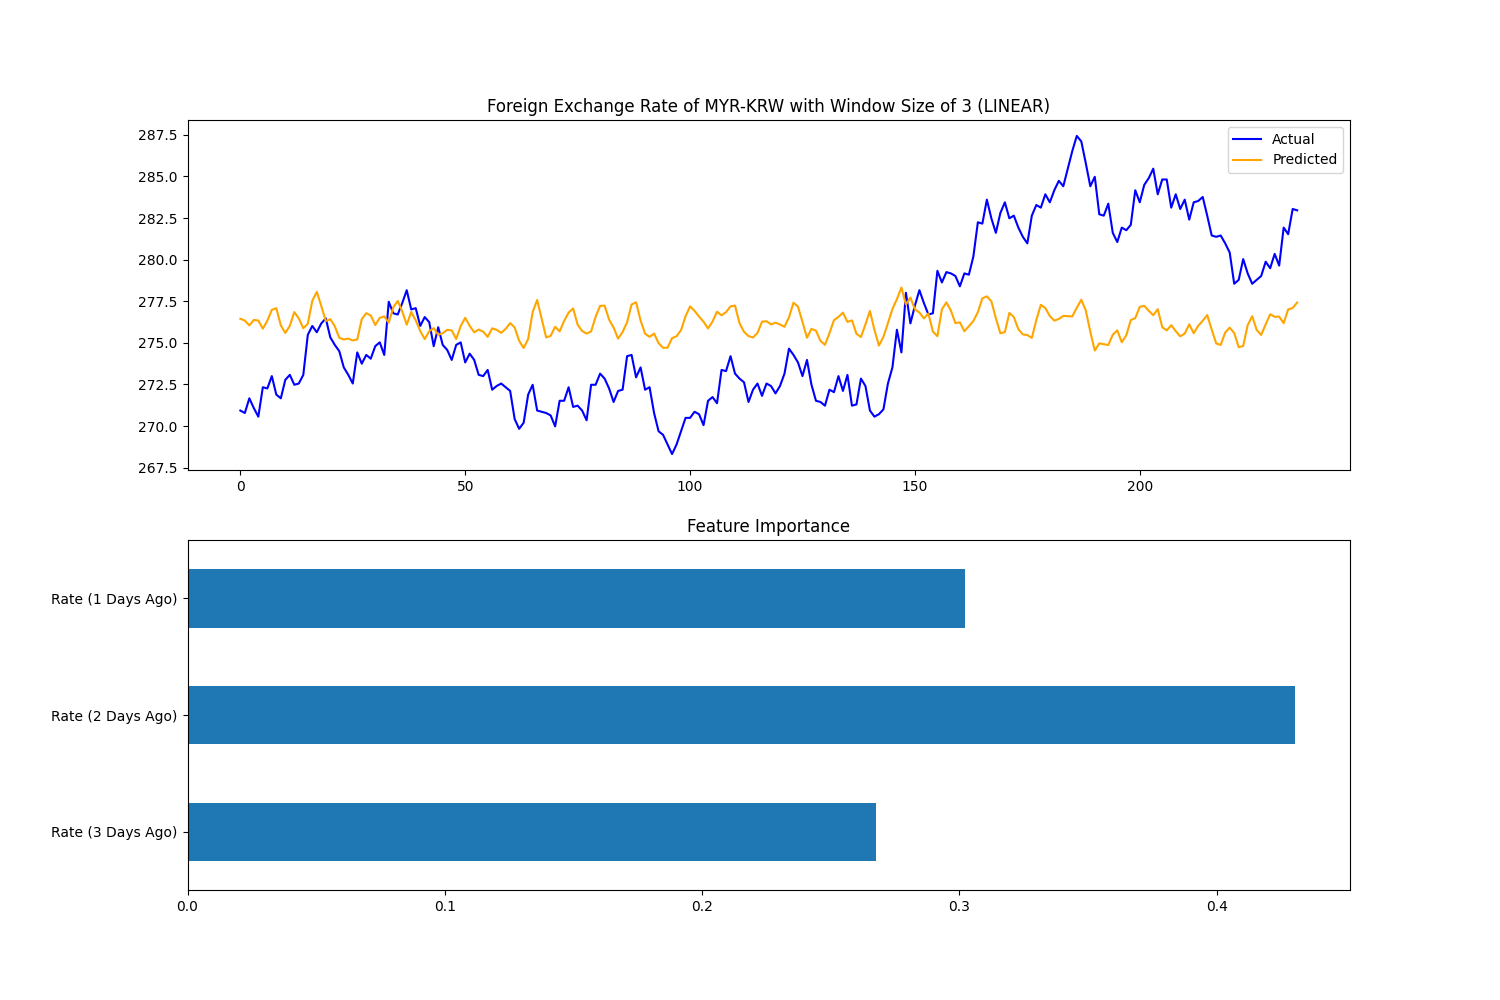 Foreign Exchange Rate of MYR-KRW with Window Size of 3 (LINEAR)
287.5
285.0
282.5
280.0
277.5
275.0
272.5
270.0
267.5
Actual
Predicted
0 50 100 150 200
Feature Importance
Rate (1 Days Ago)
Rate (2 Days Ago)
Rate (3 Days Ago)
0.0 0.1 0.2 0.3 0.4